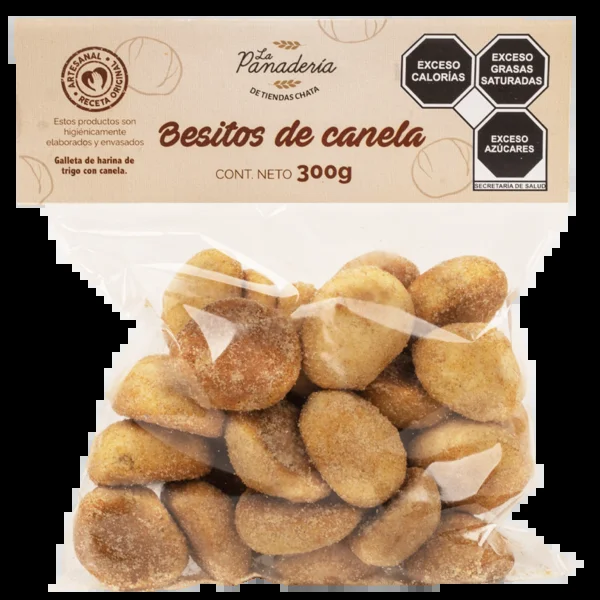 ARTESANAL
RECETA ORIGINAL
Estos productos son
higiénicamente
elaborados y envasados
Galleta de harina de
trigo con canela.
La
Panadería
DE TIENDAS CHATA
Besitos de canela
CONT. NETO 300g
EXCESO
CALORÍAS
EXCESO
GRASAS
SATURADAS
EXCESO
AZÚCARES
SECRETARÍA DE SALUD